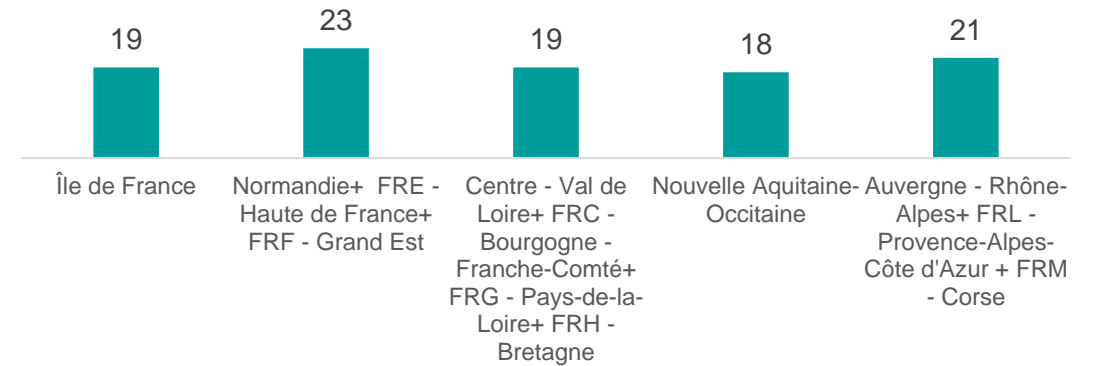 19
23
19
18
21
Île de France
Normandie+ FRE -
Haute de France+
FRF - Grand Est
Centre - Val de
Loire+ FRC -
Bourgogne -
Franche-Comté+
FRG - Pays-de-la-
Loire+ FRH -
Bretagne
Nouvelle Aquitaine-
Occitaine
Auvergne - Rhône-
Alpes+ FRL -
Provence-Alpes-
Côte d'Azur + FRM
- Corse